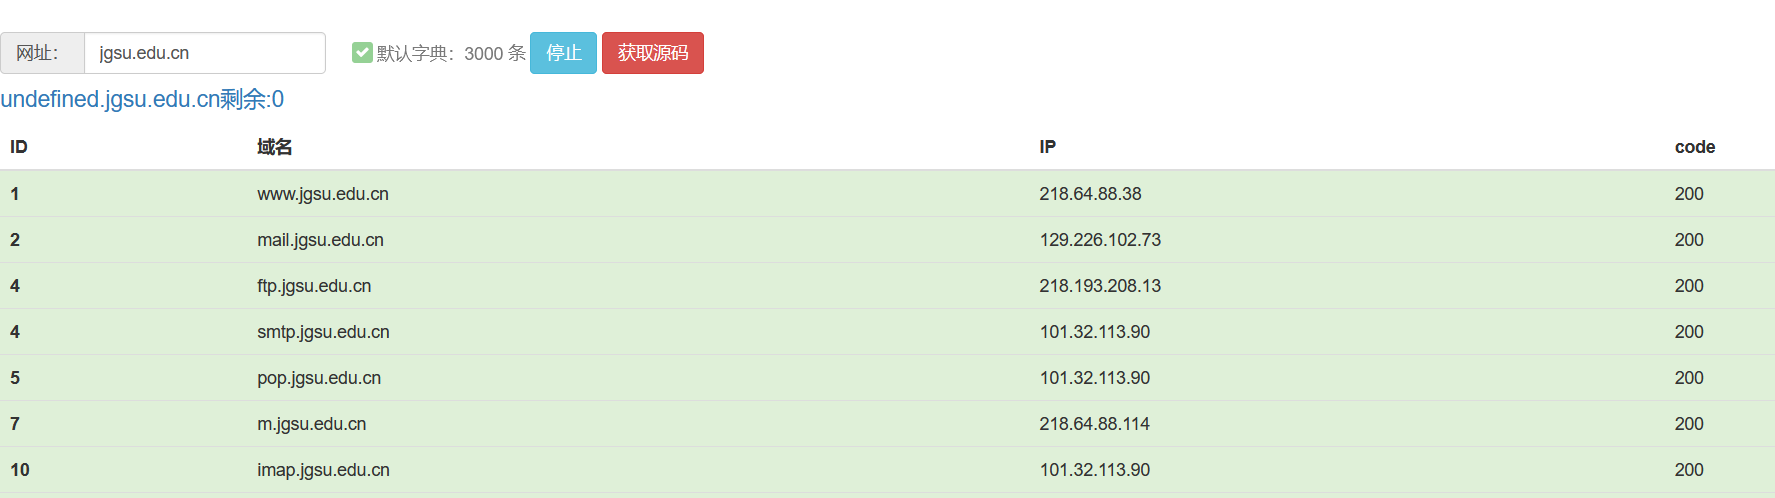 网址： jgsu.edu.cn 默认字典：3000 条 停止 获取源码
undefined.jgsu.edu.cn剩余:0
ID 域名 IP code
1 www.jgsu.edu.cn 218.64.88.38 200
2 mail.jgsu.edu.cn 129.226.102.73 200
4 ftp.jgsu.edu.cn 218.193.208.13 200
4 smtp.jgsu.edu.cn 101.32.113.90 200
5 pop.jgsu.edu.cn 101.32.113.90 200
7 m.jgsu.edu.cn 218.64.88.114 200
10 imap.jgsu.edu.cn 101.32.113.90 200